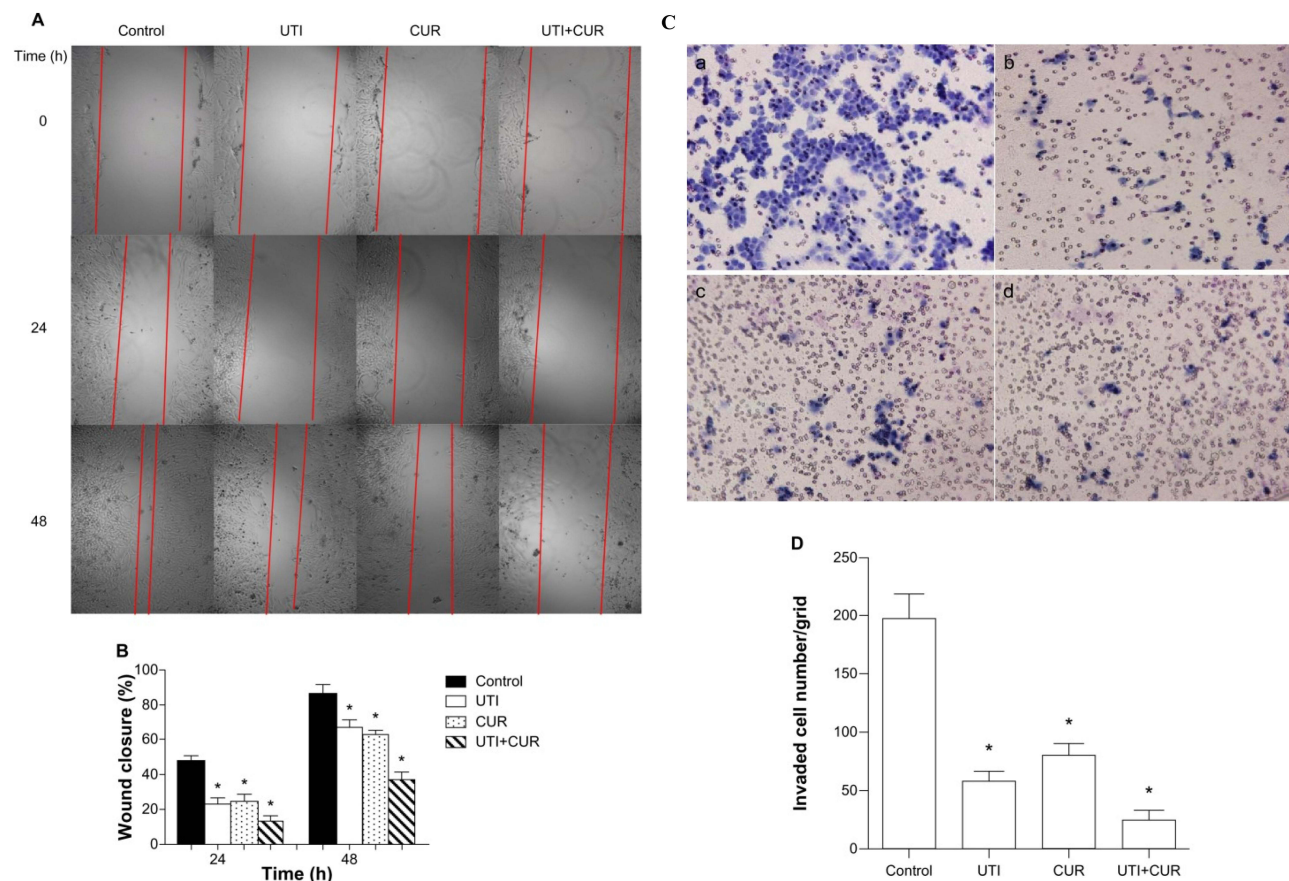 A
Control UTI CUR UTI+CUR
Time (h)
0
24
48
B
Wound closure (%)
100
80
60
40
20
0
24 48
Time (h)
Control
UTI
CUR
UTI+CUR
* * *
* * *
C
a b
c d
D
Invaded cell number/grid
250
200
150
100
50
0
* * *
Control UTI CUR UTI+CUR